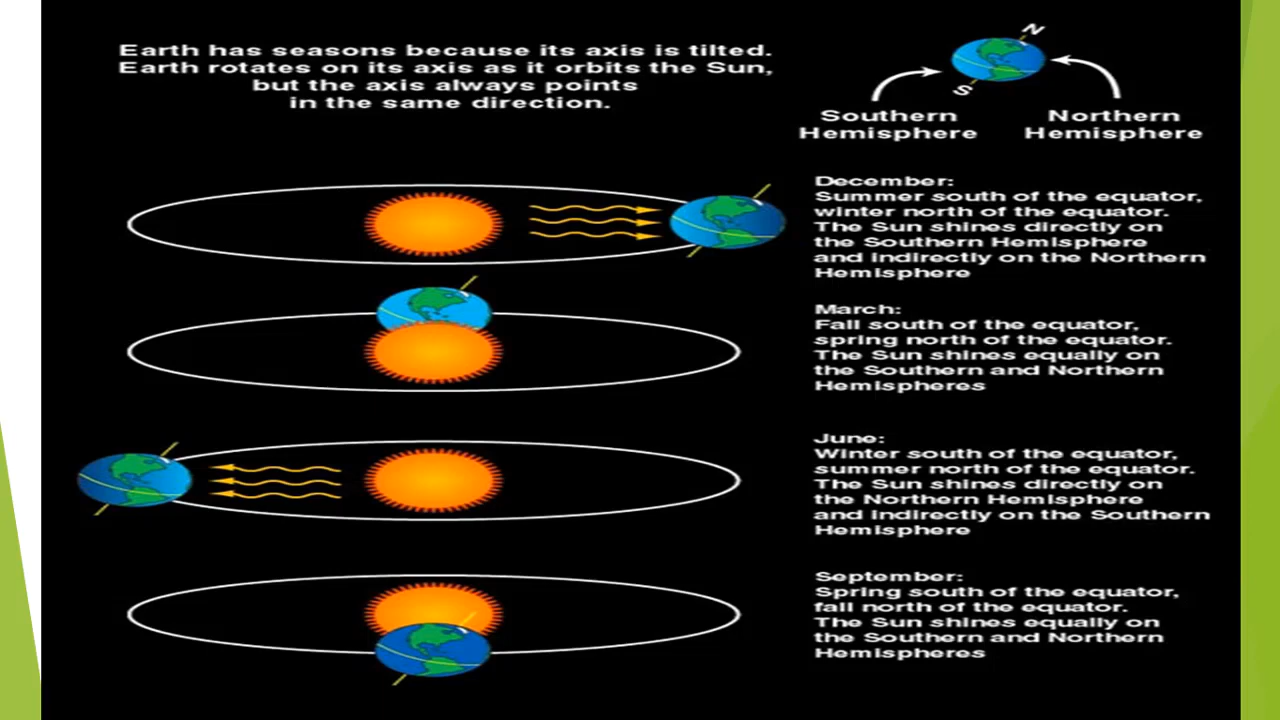 Earth has seasons because its axis is tilted.
Earth rotates on its axis as it orbits the Sun,
but the axis always points
in the same direction.
N
S
Southern
Hemisphere
Northern
Hemisphere
December:
Summer south of the equator,
winter north of the equator.
The Sun shines directly on
the Southern Hemisphere
and indirectly on the Northern
Hemisphere
March:
Fall south of the equator,
spring north of the equator.
The Sun shines equally on
the Southern and Northern
Hemispheres
June:
Winter south of the equator,
summer north of the equator.
The Sun shines directly on
the Northern Hemisphere
and indirectly on the Southern
Hemisphere
September:
Spring south of the equator,
fall north of the equator.
The Sun shines equally on
the Southern and Northern
Hemispheres